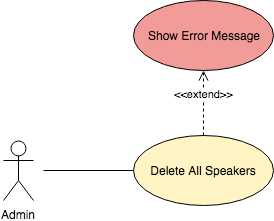 Show Error Message
<<extend>>
Delete All Speakers
Admin